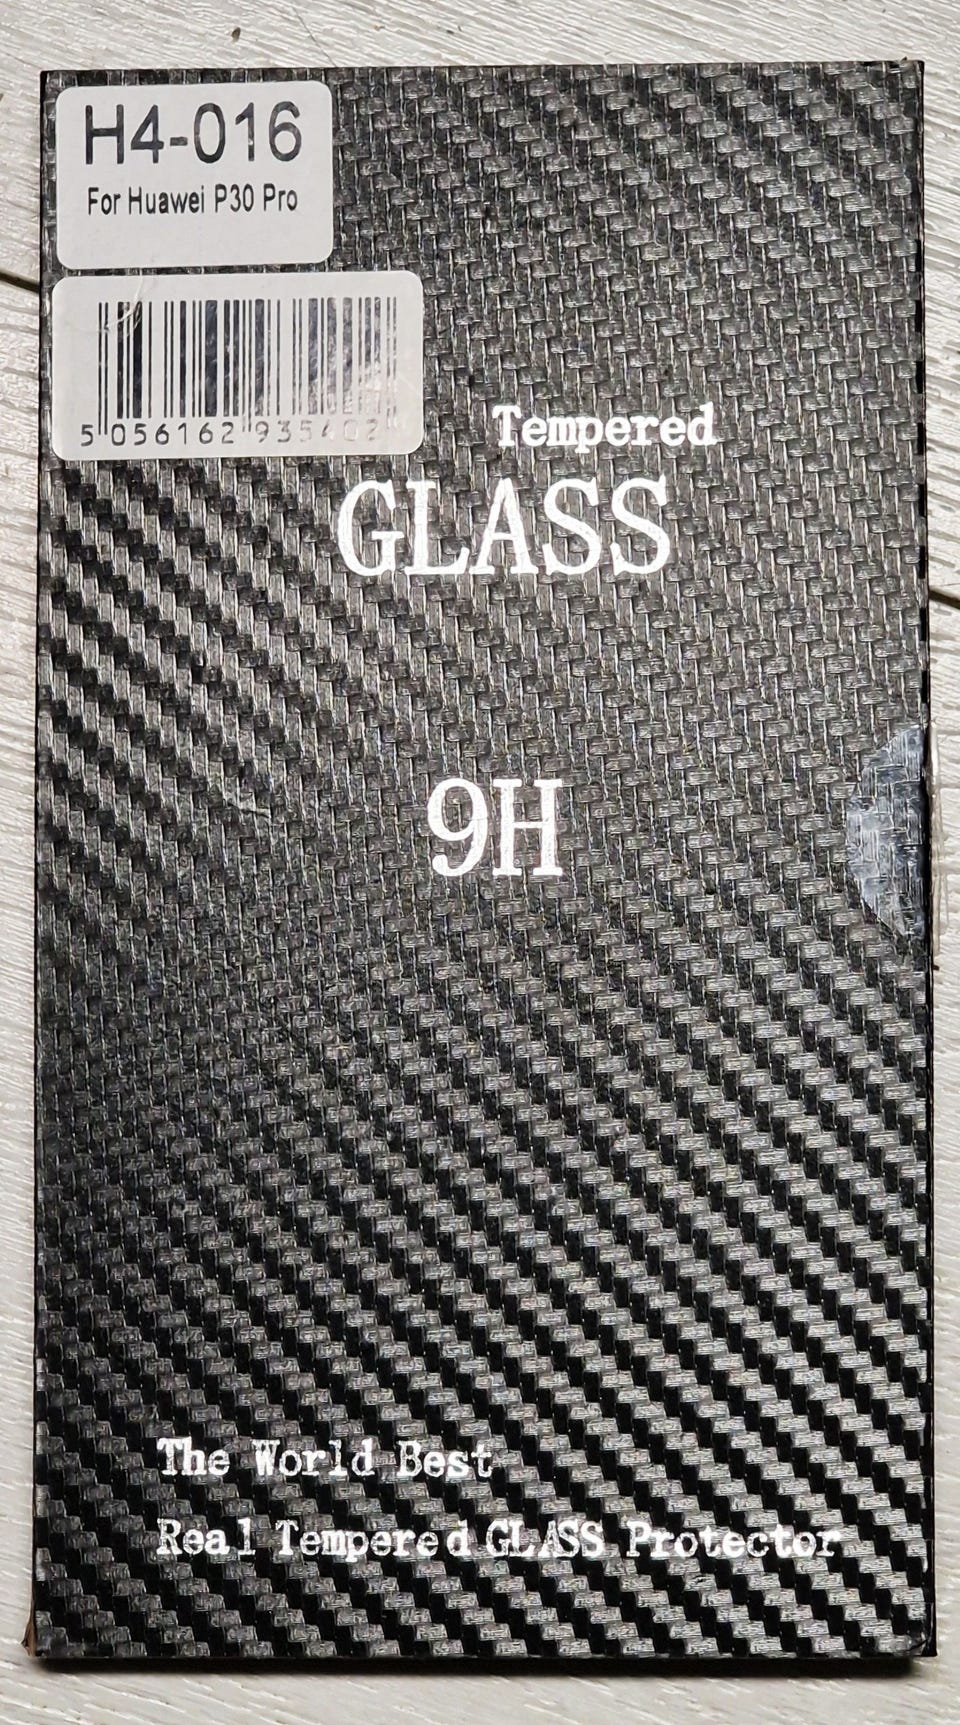 H4-016
For Huawei P30 Pro
5 056162 935402
Tempered
GLASS
9H
The World Best
Real Tempered GLASS Protector